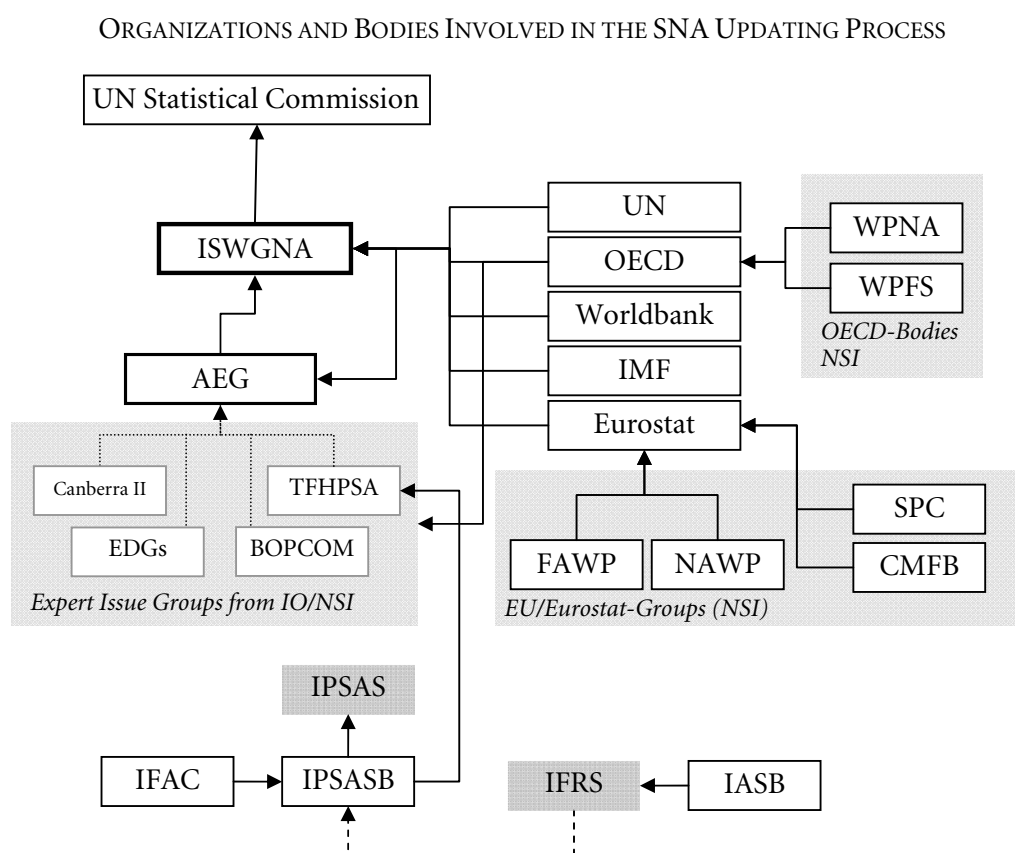 ORGANIZATIONS AND BODIES INVOLVED IN THE SNA UPDATING PROCESS
UN Statistical Commission
ISWGNA
AEG
Canberra II
TFHPSA
EDGs
BOPCOM
Expert Issue Groups from IO/NSI
UN
OECD
Worldbank
IMF
Eurostat
WPNA
WPFS
OECD-Bodies
NSI
SPC
CMFB
FAWP
NAWP
EU/Eurostat-Groups (NSI)
IPSAS
IFAC
IPSASB
IFRS
IASB